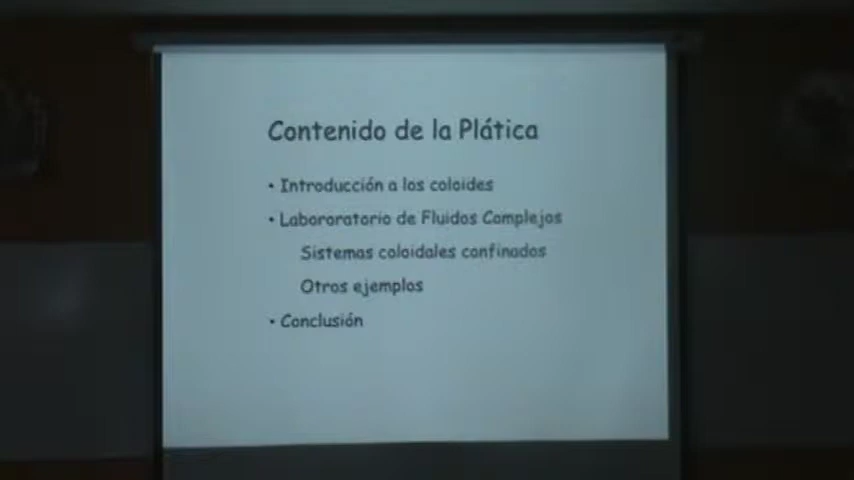 Contenido de la Plática
• Introducción a los coloides
• Labororatorio de Fluidos Complejos
Sistemas coloidales confinados
Otros ejemplos
• Conclusión